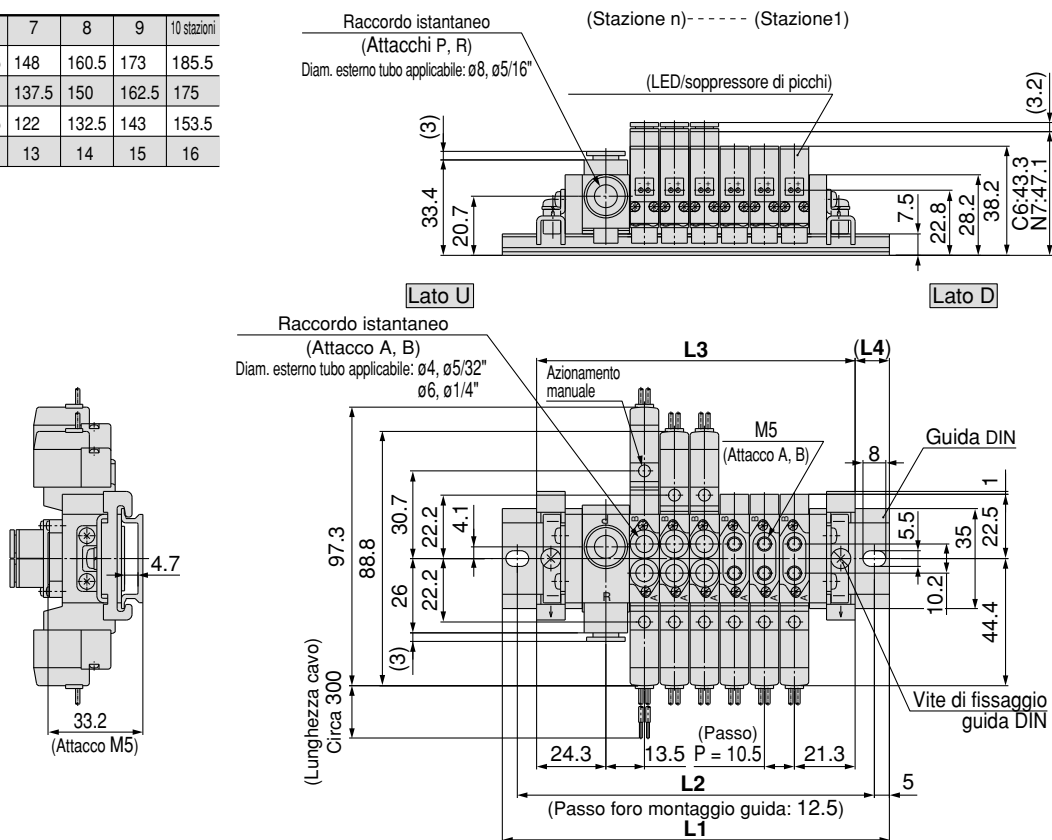 7 8 9 10 stazioni
148 160.5 173 185.5
137.5 150 162.5 175
122 132.5 143 153.5
13 14 15 16
Raccordo istantaneo
(Attacchi P, R)
Diam. esterno tubo applicabile: ø8, ø5/16"
(Stazione n)------ (Stazione1)
(LED/soppressore di picchi)
(3)
33.4
20.7
7.5
22.8
28.2
38.2
C6:43.3
N7:47.1
(3.2)
Lato U
Lato D
Raccordo istantaneo
(Attacco A, B)
Diam. esterno tubo applicabile: ø4, ø5/32"
ø6, ø1/4"
Azionamento
manuale
L3
(L4)
M5
(Attacco A, B)
Guida DIN
8
1
97.3
88.8
30.7
22.2
4.1
26
22.2
(3)
(Lunghezza cavo)
Circa 300
P
R
B B B B B B
A A A A A A
5.5
35
22.5
10.2
44.4
Vite di fissaggio
guida DIN
4.7
33.2
(Attacco M5)
24.3
13.5
(Passo)
P = 10.5
21.3
L2
5
(Passo foro montaggio guida: 12.5)
L1